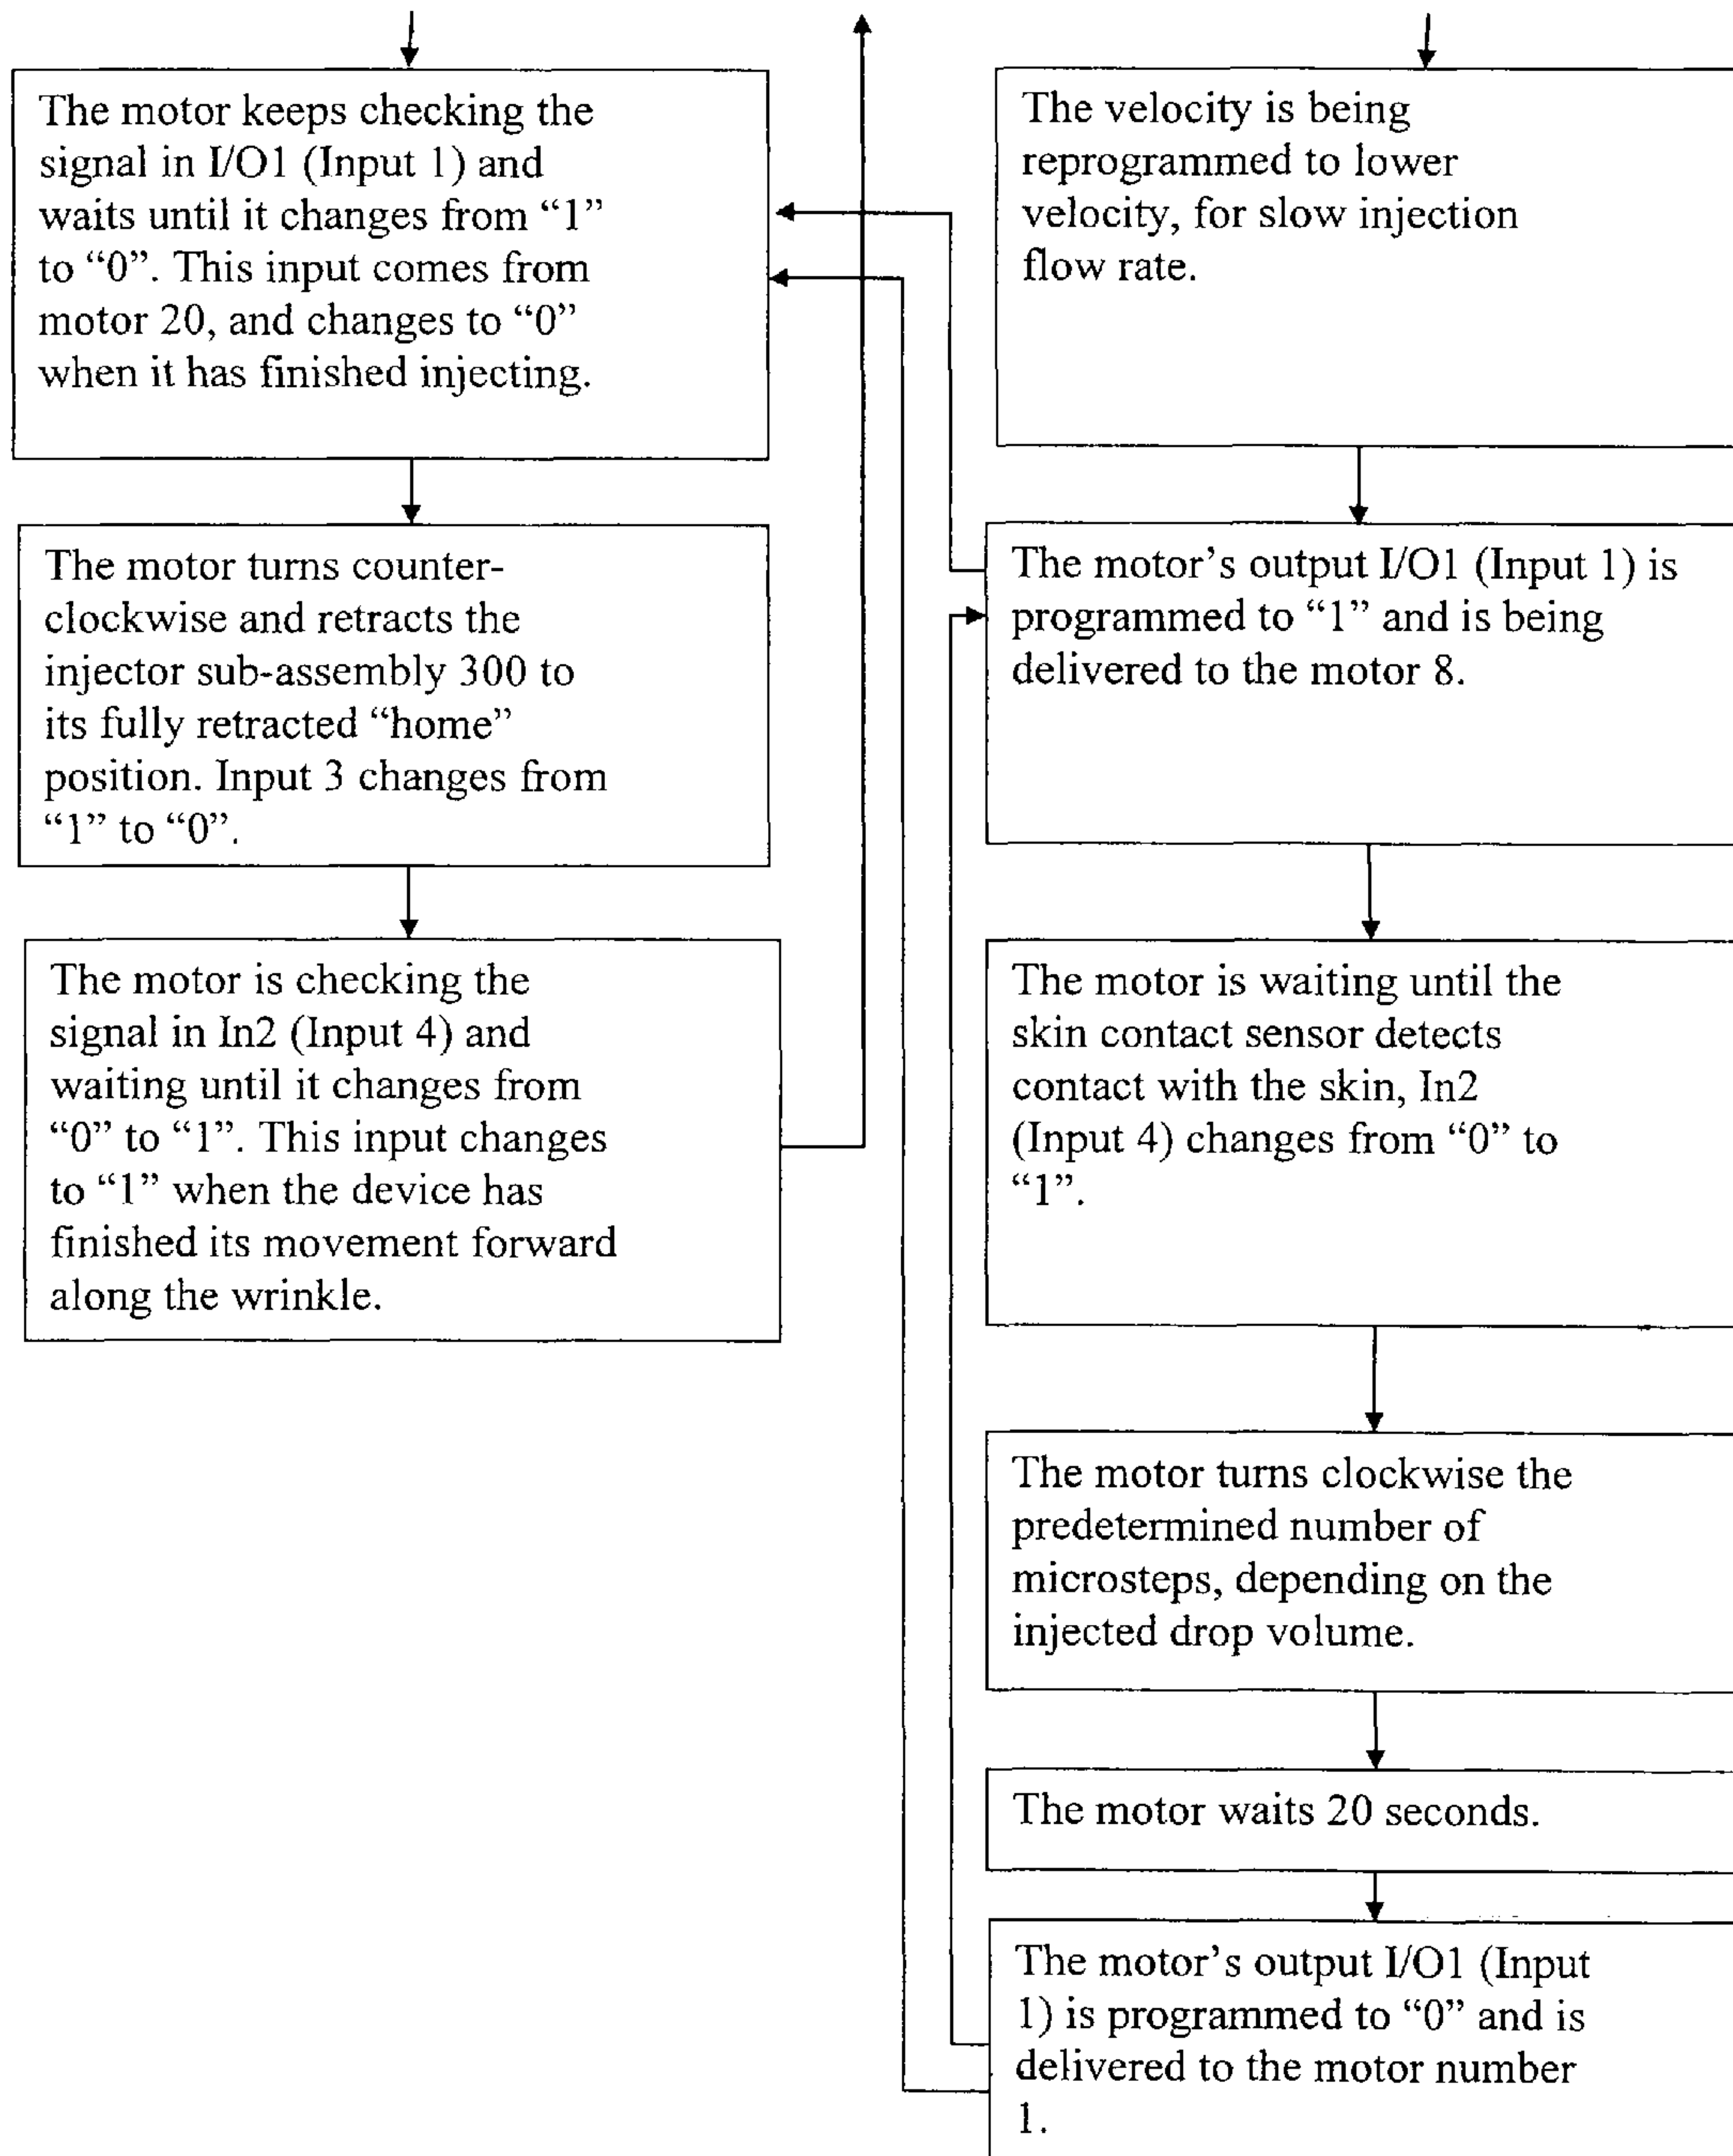 The motor keeps checking the
signal in I/O1 (Input 1) and
waits until it changes from “1”
to “0”. This input comes from
motor 20, and changes to “0”
when it has finished injecting.
The motor turns counter-
clockwise and retracts the
injector sub-assembly 300 to
its fully retracted “home”
position. Input 3 changes from
“1” to “0”.
The motor is checking the
signal in In2 (Input 4) and
waiting until it changes from
“0” to “1”. This input changes
to “1” when the device has
finished its movement forward
along the wrinkle.
The velocity is being
reprogrammed to lower
velocity, for slow injection
flow rate.
The motor’s output I/O1 (Input 1) is
programmed to “1” and is being
delivered to the motor 8.
The motor is waiting until the
skin contact sensor detects
contact with the skin, In2
(Input 4) changes from “0” to
“1”.
The motor turns clockwise the
predetermined number of
microsteps, depending on the
injected drop volume.
The motor waits 20 seconds.
The motor’s output I/O1 (Input
1) is programmed to “0” and is
delivered to the motor number
1.